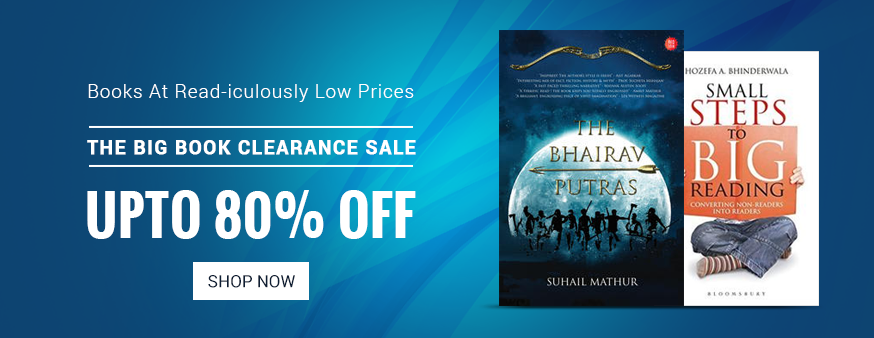 Books At Read-iculously Low Prices
THE BIG BOOK CLEARANCE SALE
UPTO 80% OFF
SHOP NOW
THE
BHAIRAV
PUTRAS
SUHAIL MATHUR
HOZEFA A. BHINDERWALA
SMALL
STEPS
TO
BIG
READING
CONVERTING NON-READERS
INTO READERS
BLOOMSBURY